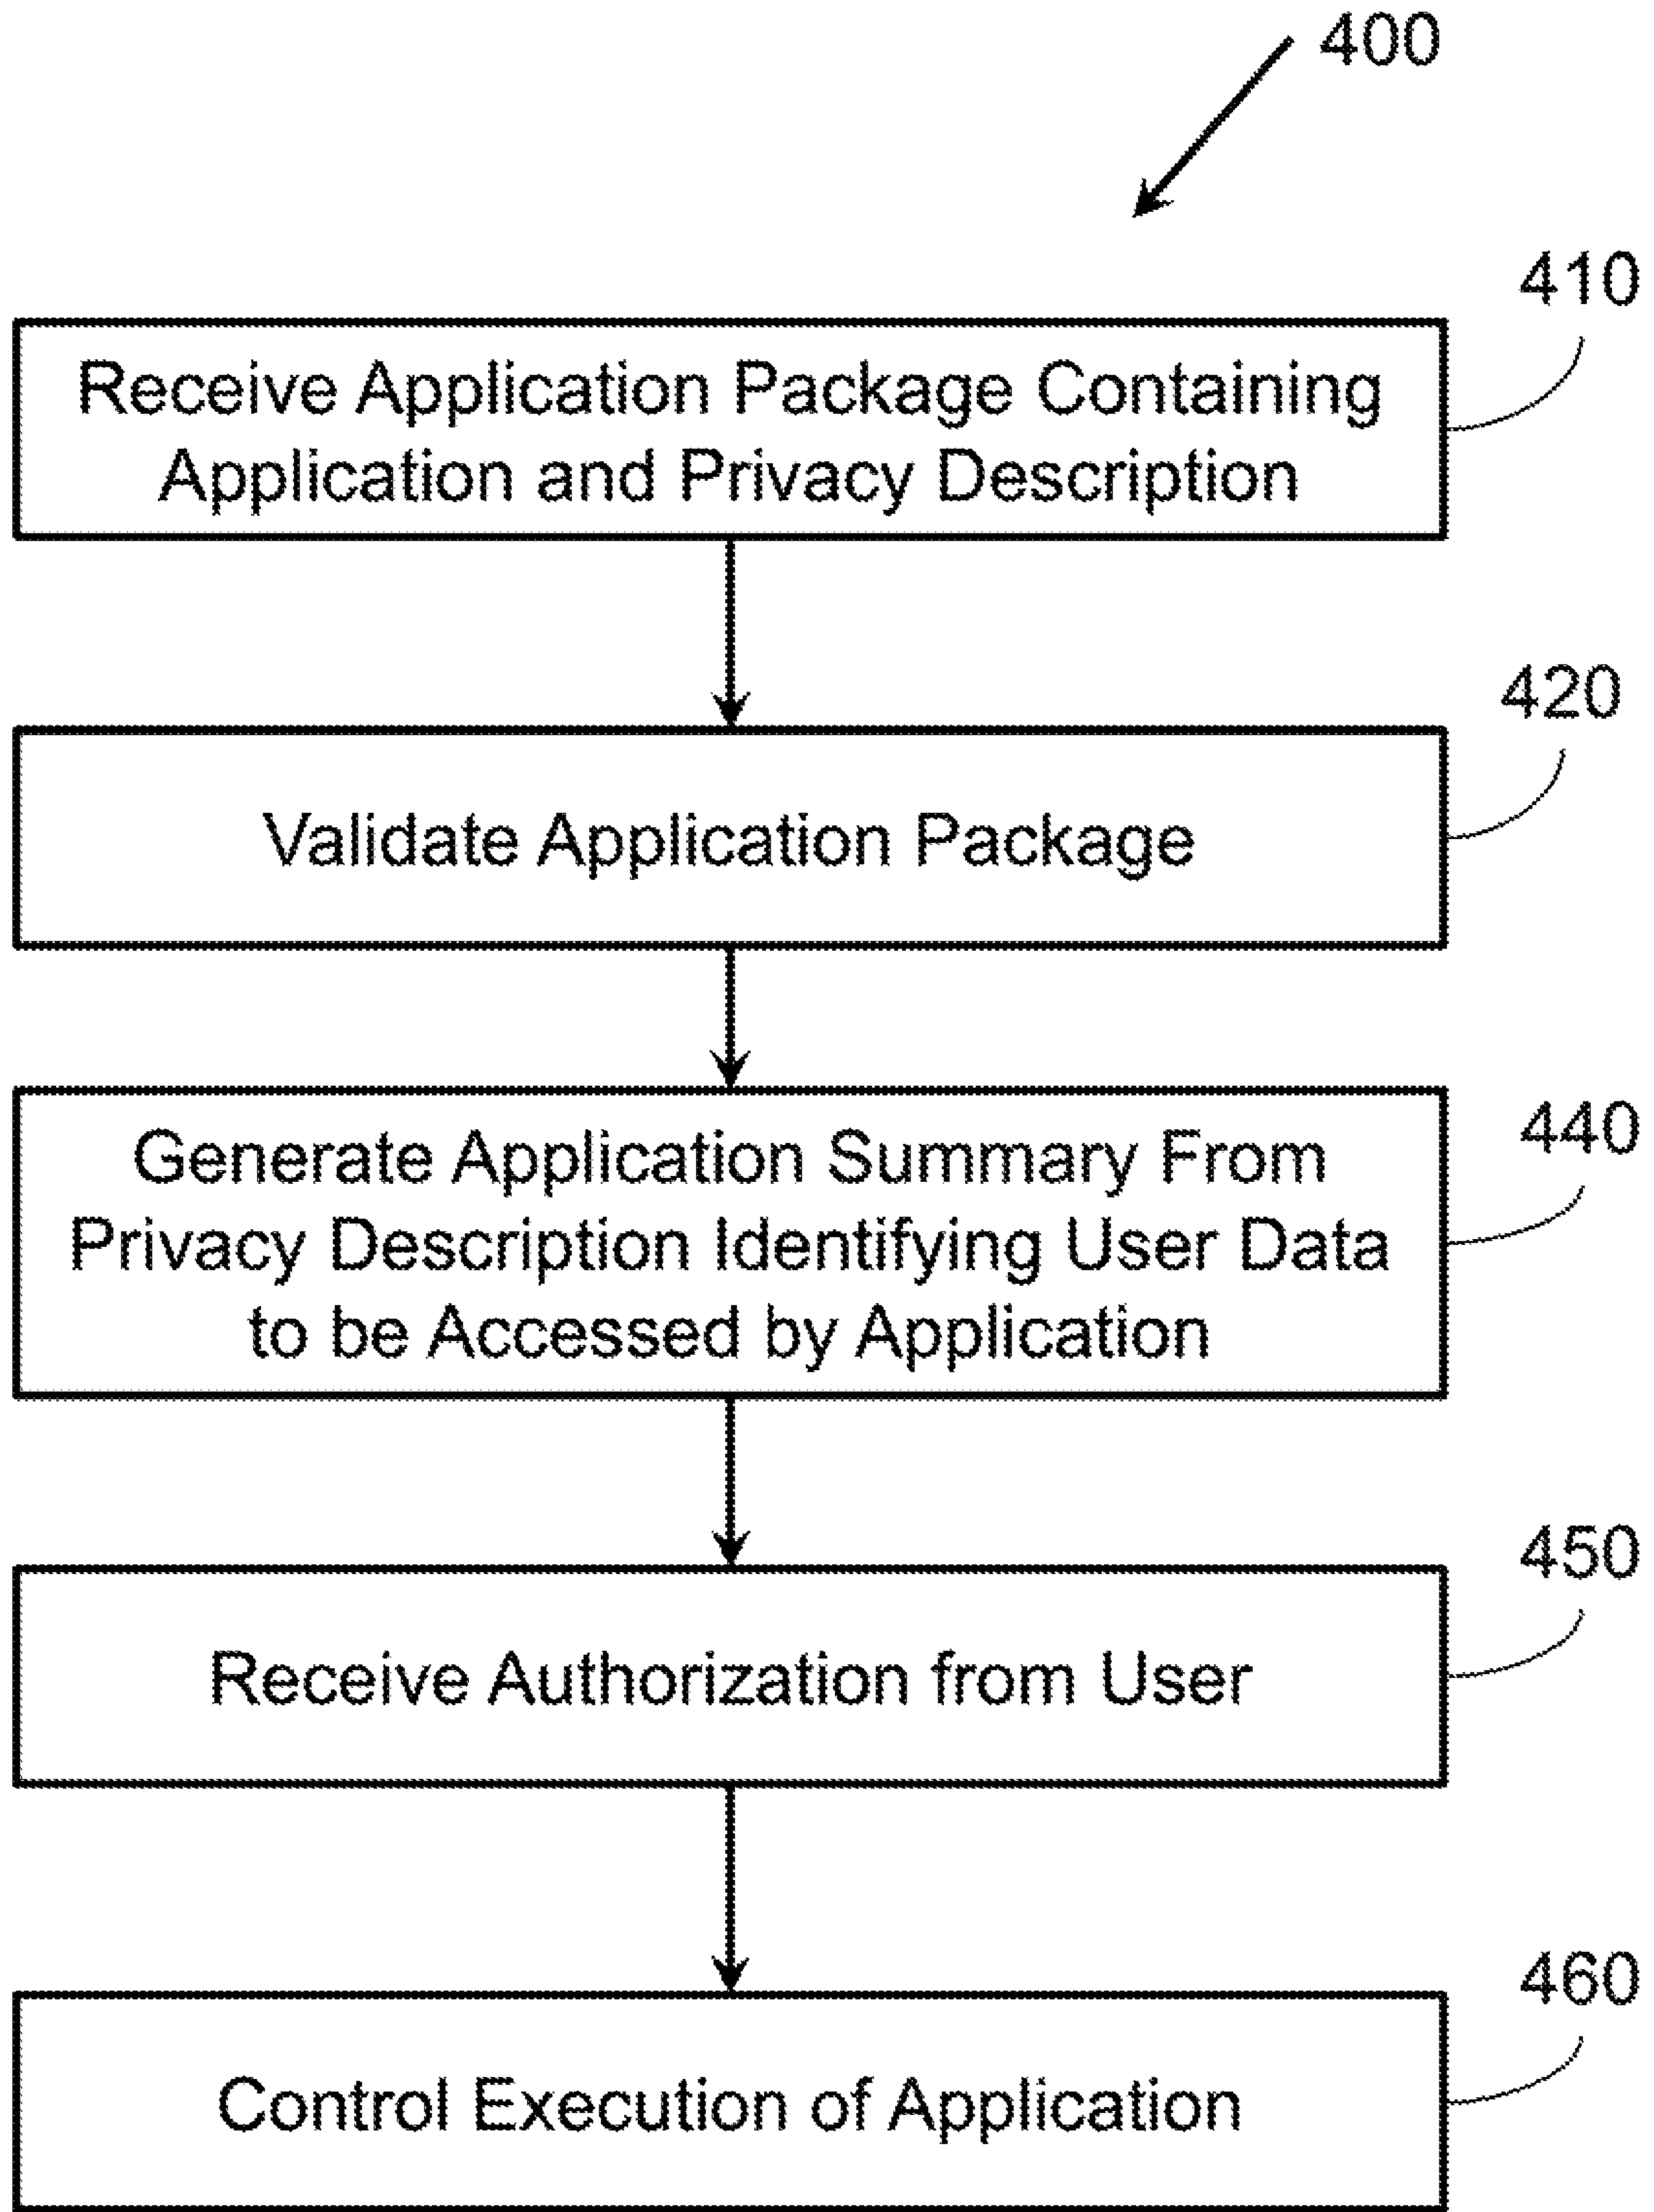 400
410
Receive Application Package Containing
Application and Privacy Description
420
Validate Application Package
440
Generate Application Summary From
Privacy Description Identifying User Data
to be Accessed by Application
450
Receive Authorization from User
460
Control Execution of Application